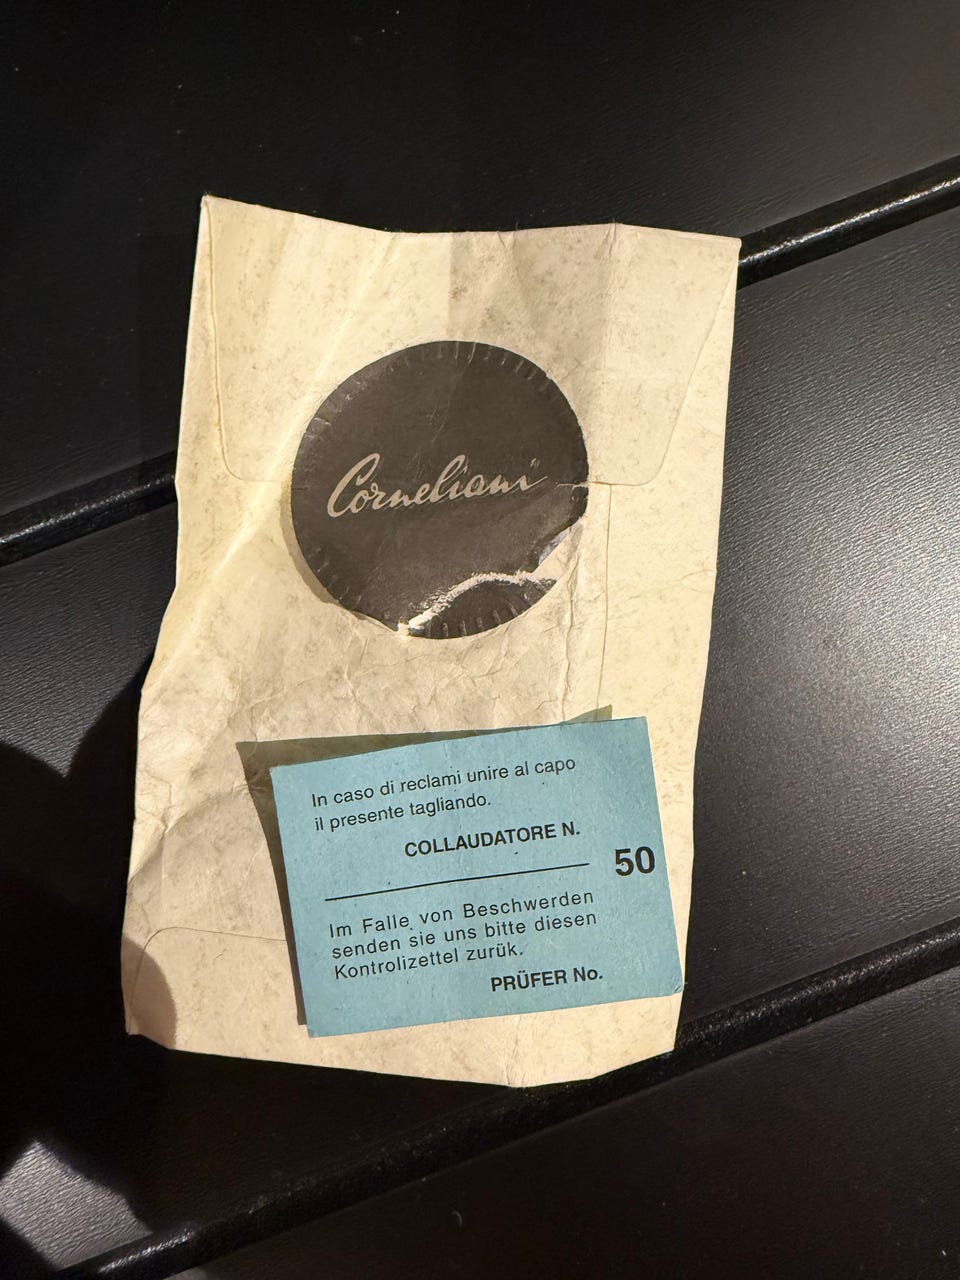 Corneliani
In caso di reclami unire al capo
il presente tagliando.
COLLAUDATORE N.
50
Im Falle von Beschwerden
senden sie uns bitte diesen
Kontrolizettel zurük.
PRÜFER No.